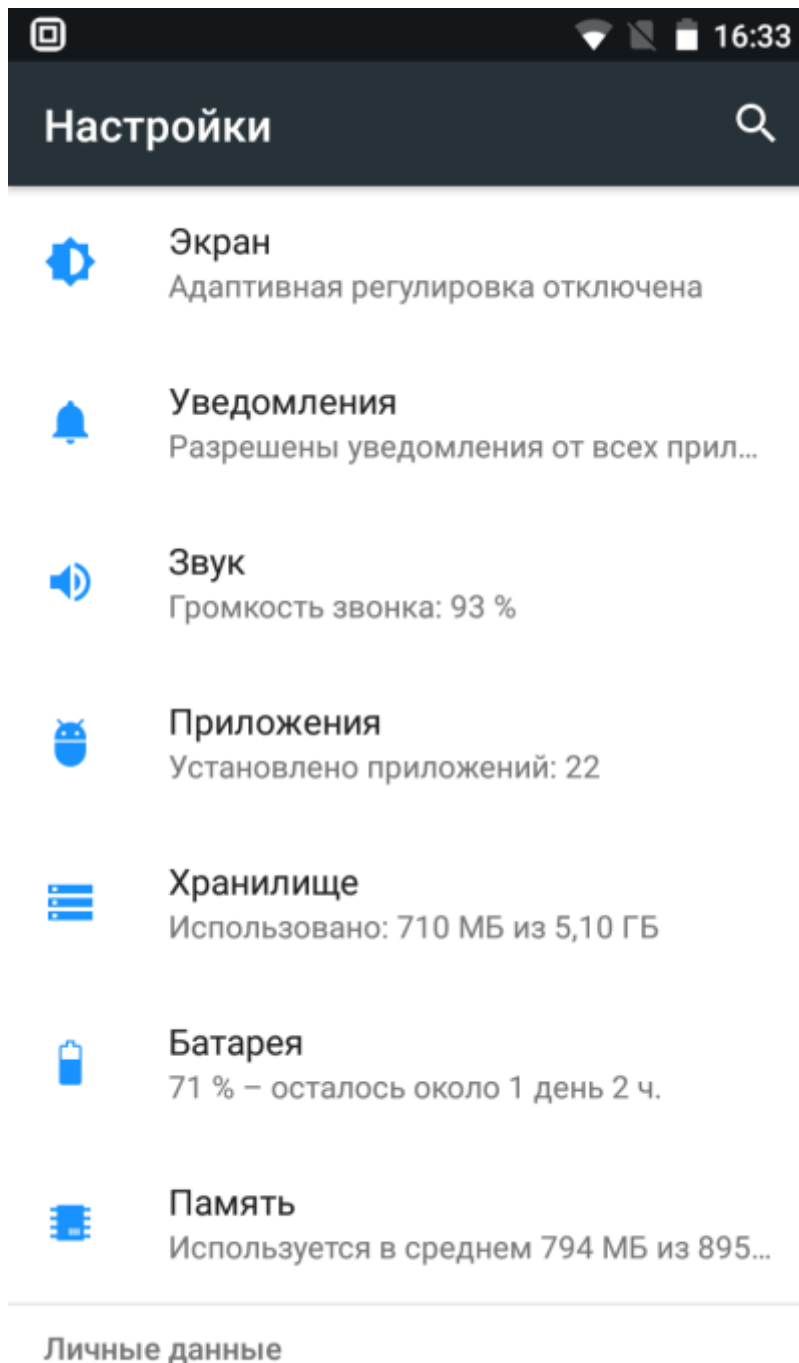 16:33
Настройки
Экран
Адаптивная регулировка отключена
Уведомления
Разрешены уведомления от всех прил...
Звук
Громкость звонка: 93 %
Приложения
Установлено приложений: 22
Хранилище
Использовано: 710 МБ из 5,10 ГБ
Батарея
71 % – осталось около 1 день 2 ч.
Память
Используется в среднем 794 МБ из 895...
Личные данные